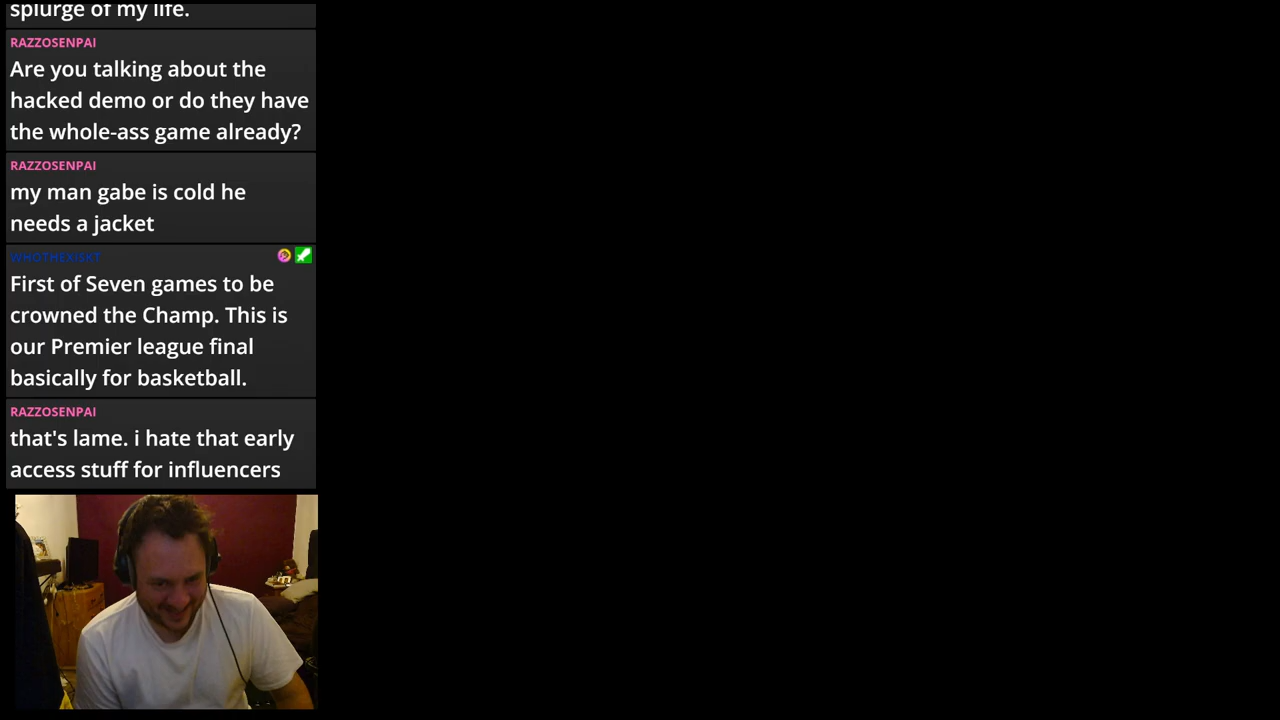 splurge of my life.
RAZZOSENPAI
Are you talking about the
hacked demo or do they have
the whole-ass game already?
RAZZOSENPAI
my man gabe is cold he
needs a jacket
WHOTHEXISKT
First of Seven games to be
crowned the Champ. This is
our Premier league final
basically for basketball.
RAZZOSENPAI
that's lame. i hate that early
access stuff for influencers